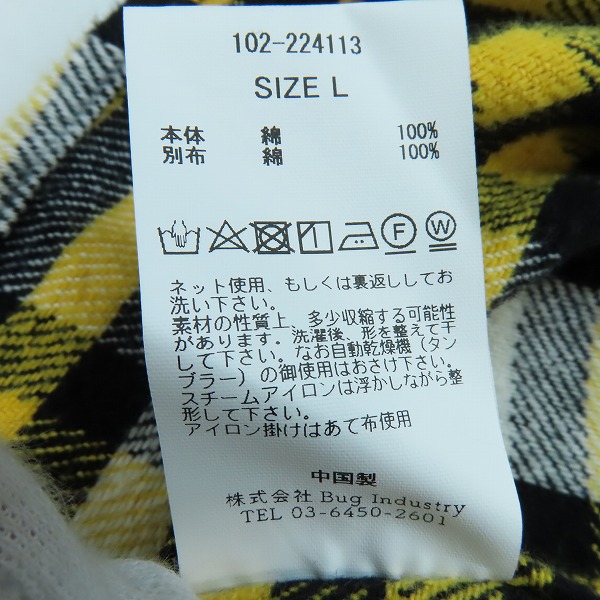 102-224113
SIZE L
本体 綿 100%
別布 綿 100%
F W
ネット使用、もしくは裏返ししてお
洗い下さい。
素材の性質上、多少収縮する可能性
があります。洗濯後、形を整えて干
して下さい。なお自動乾燥機（タン
ブラー）の御使用はおさけ下さい。
スチームアイロンは浮かしながら整
形して下さい。
アイロン掛けはあて布使用
中国製
株式会社 Bug Industry
TEL 03-6450-2601